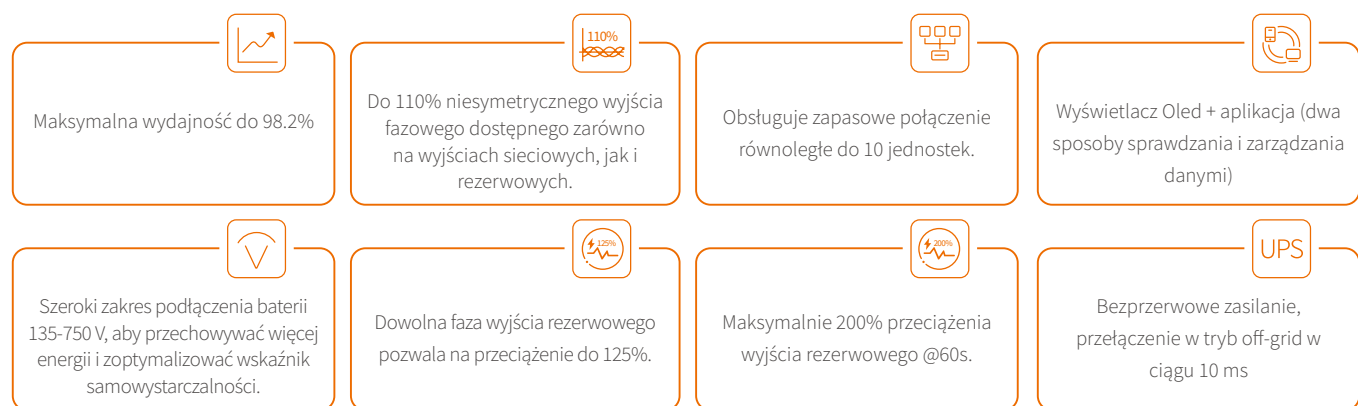 Maksymalna wydajność do 98.2%
110%
Do 110% niesymetrycznego wyjścia
fazowego dostępnego zarówno
na wyjściach sieciowych, jak i
rezerwowych.
Obsługuje zapasowe połączenie
równoległe do 10 jednostek.
Wyświetlacz Oled + aplikacja (dwa
sposoby sprawdzania i zarządzania
danymi)
Szeroki zakres podłączenia baterii
135-750 V, aby przechowywać więcej
energii i zoptymalizować wskaźnik
samowystarczalności.
125%
Dowolna faza wyjścia rezerwowego
pozwala na przeciążenie do 125%.
200%
Maksymalnie 200% przeciążenia
wyjścia rezerwowego @60s.
UPS
Bezprzerwowe zasilanie,
przełączenie w tryb off-grid w
ciągu 10 ms